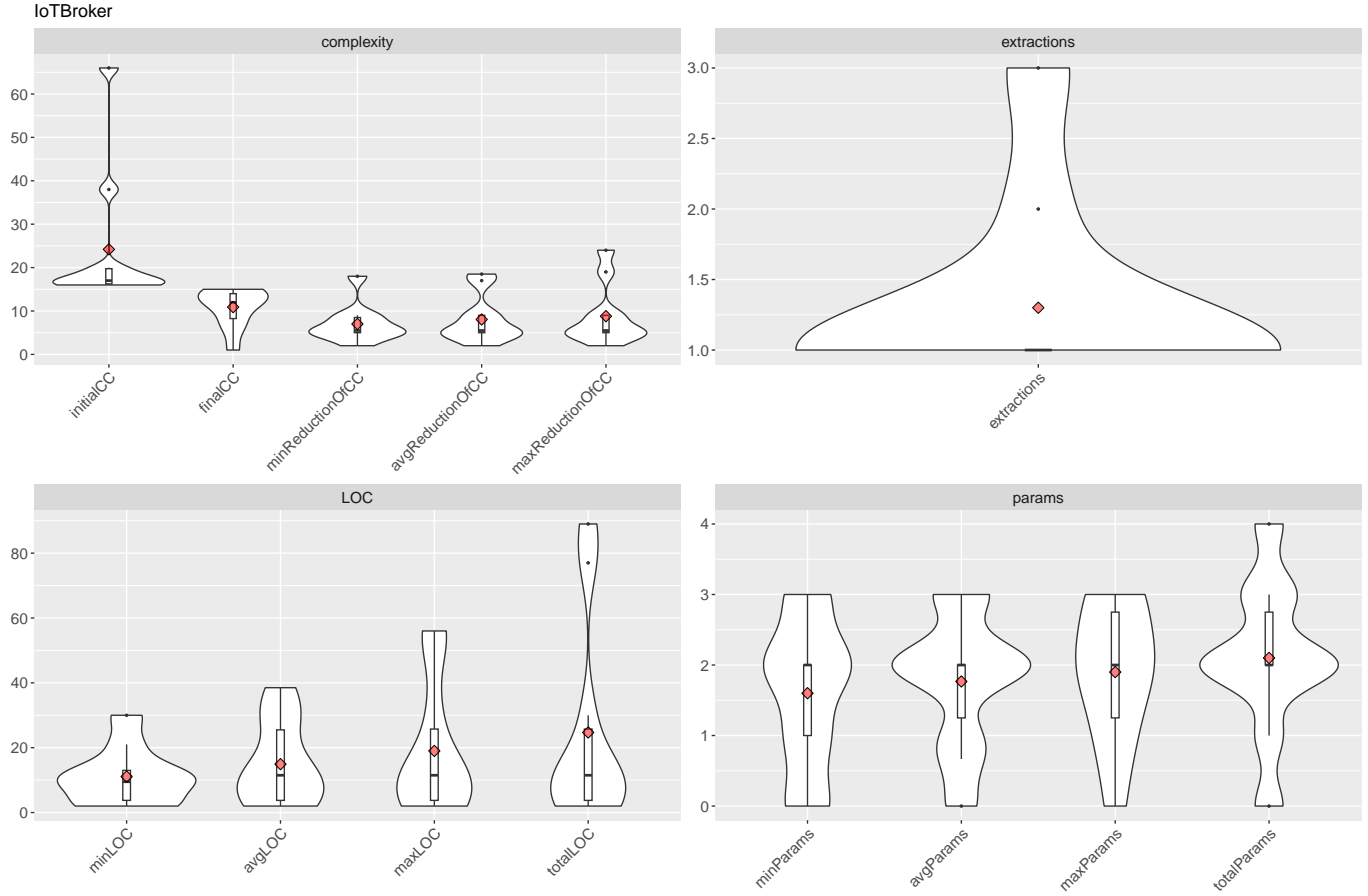 IoTBroker
complexity
60
50
40
30
20
10
0
initialCC
finalCC
minReductionOfCC
avgReductionOfCC
maxReductionOfCC
extractions
3.0
2.5
2.0
1.5
1.0
extractions
LOC
80
60
40
20
0
minLOC
avgLOC
maxLOC
totalLOC
params
4
3
2
1
0
minParams
avgParams
maxParams
totalParams